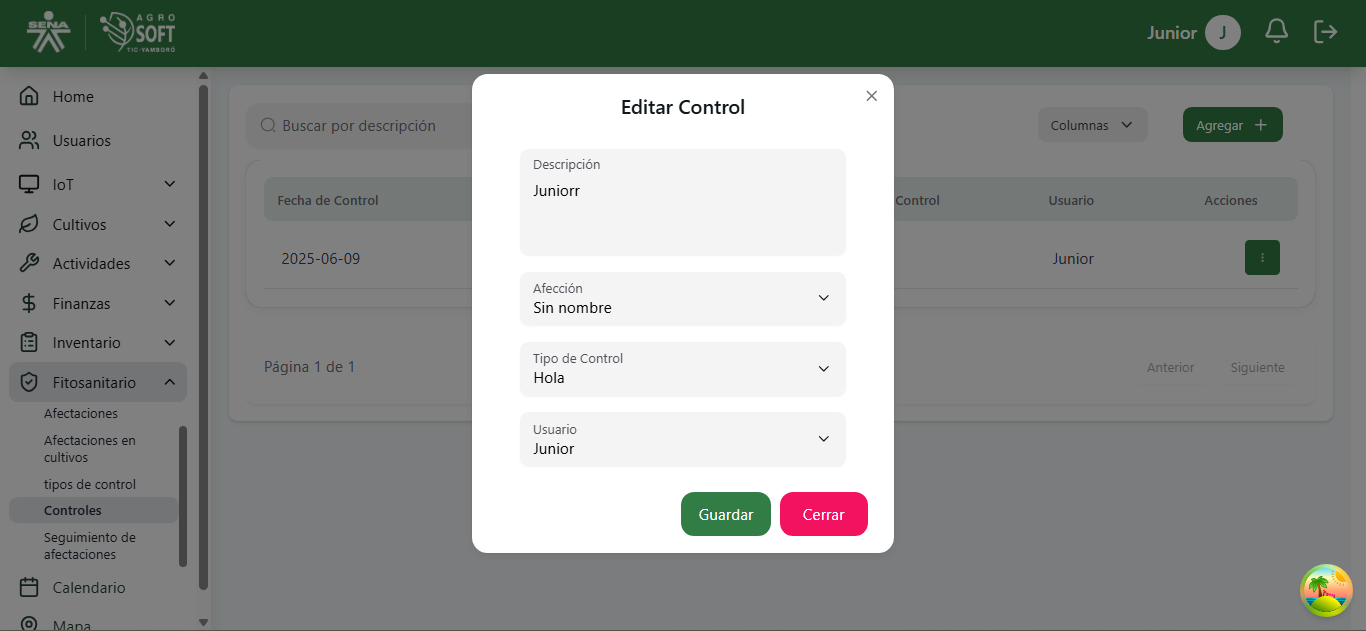 SENA
AGRO
SOFT
TIC-YAMBORÓ
Junior
J
Home
Usuarios
IoT
Cultivos
Actividades
Finanzas
Inventario
Fitosanitario
Afectaciones
Afectaciones en
cultivos
tipos de control
Controles
Seguimiento de
afectaciones
Calendario
Mapa
Buscar por descripción
Columnas
Agregar
Fecha de Control
Control
Usuario
Acciones
2025-06-09
Junior
Página 1 de 1
Anterior
Siguiente
Editar Control
Descripción
Juniorr
Afección
Sin nombre
Tipo de Control
Hola
Usuario
Junior
Guardar
Cerrar